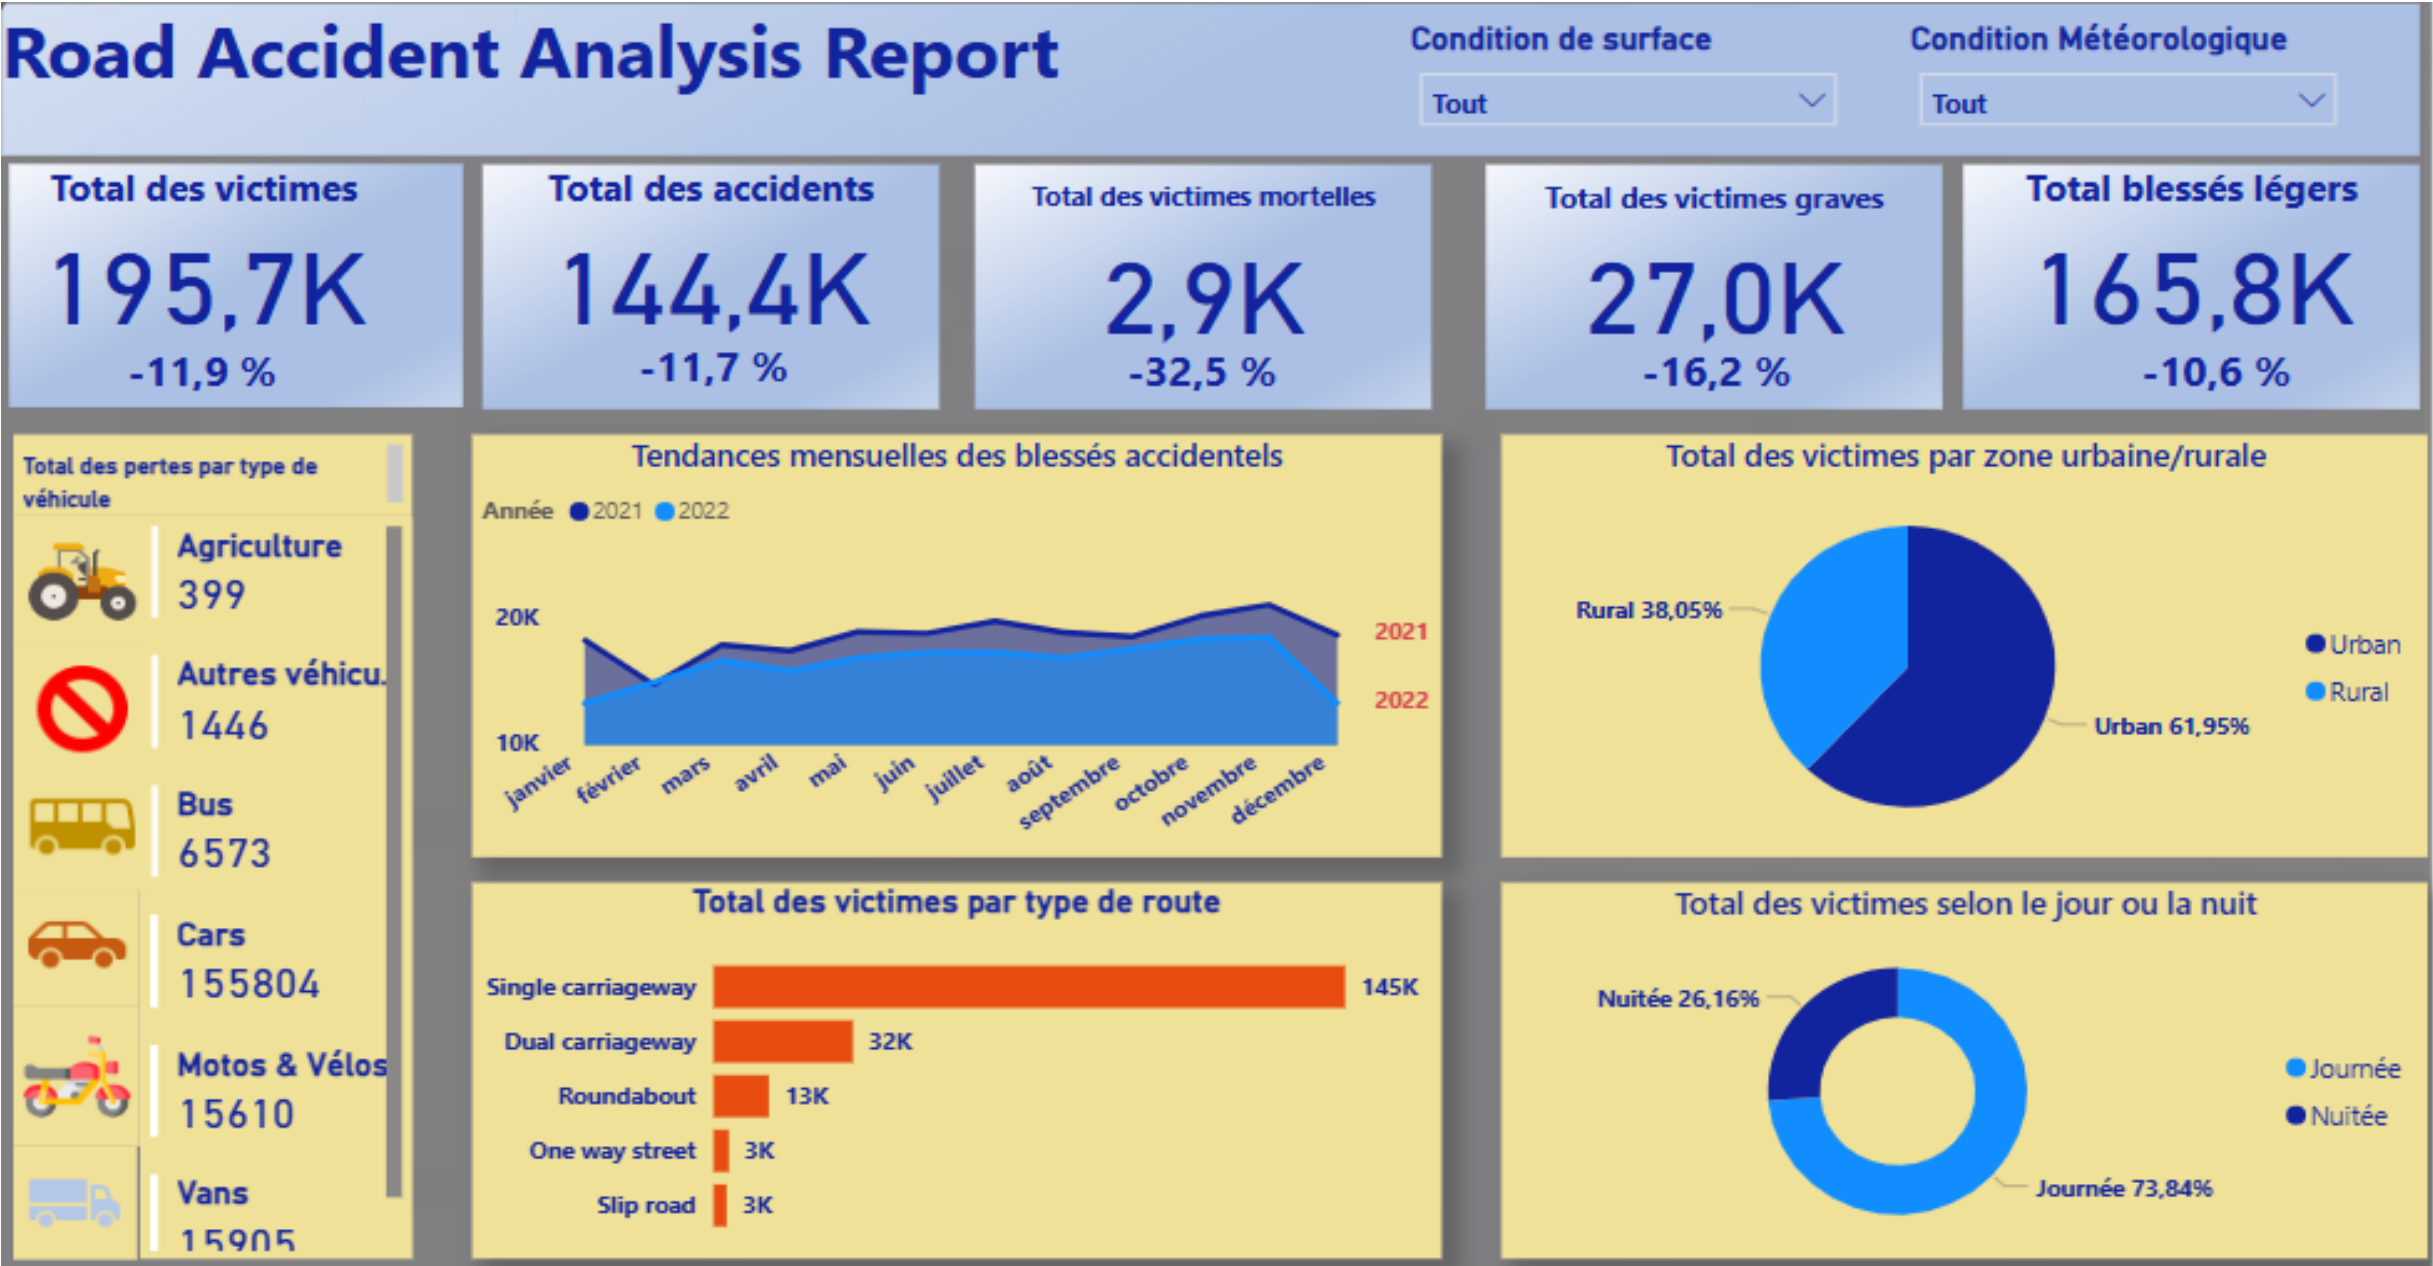 Road Accident Analysis Report
Condition de surface
Tout
Condition Météorologique
Tout
Total des victimes
195,7K
-11,9 %
Total des accidents
144,4K
-11,7 %
Total des victimes mortelles
2,9K
-32,5 %
Total des victimes graves
27,0K
-16,2 %
Total blessés légers
165,8K
-10,6 %
Total des pertes par type de
véhicule
Agriculture
399
Autres véhicu.
1446
Bus
6573
Cars
155804
Motos & Vélos
15610
Vans
15905
Tendances mensuelles des blessés accidentels
Année 2021 2022
20K
10K
2021
2022
janvier
février
mars
avril
mai
juin
juillet
août
septembre
octobre
novembre
décembre
Total des victimes par zone urbaine/rurale
Rural 38,05%
Urban 61,95%
Urban
Rural
Total des victimes par type de route
Single carriageway 145K
Dual carriageway 32K
Roundabout 13K
One way street 3K
Slip road 3K
Total des victimes selon le jour ou la nuit
Nuitée 26,16%
Journée 73,84%
Journée
Nuitée